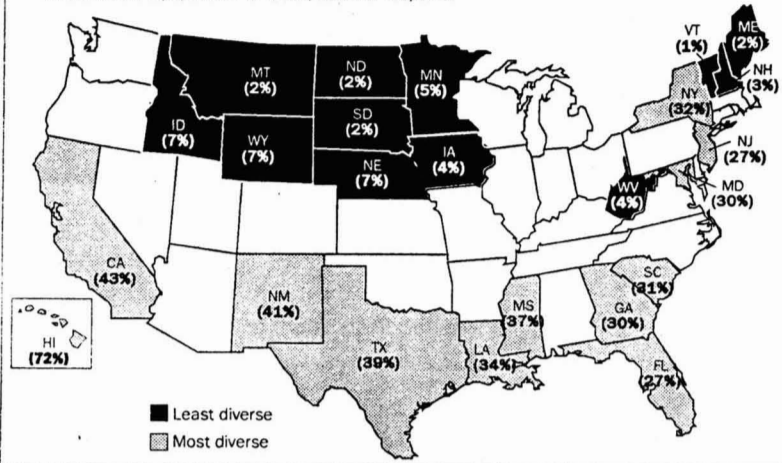 VT
(1%)
ME
(2%)
NH
(3%)
MT
(2%)
ND
(2%)
MN
(5%)
NY
(32%)
ID
(7%)
SD
(2%)
WY
(7%)
NJ
(27%)
NE
(7%)
IA
(4%)
WV
(4%)
MD
(30%)
CA
(43%)
NM
(41%)
SC
(31%)
MS
(37%)
GA
(30%)
HI
(72%)
TX
(39%)
LA
(34%)
FL
(27%)
Least diverse
Most diverse